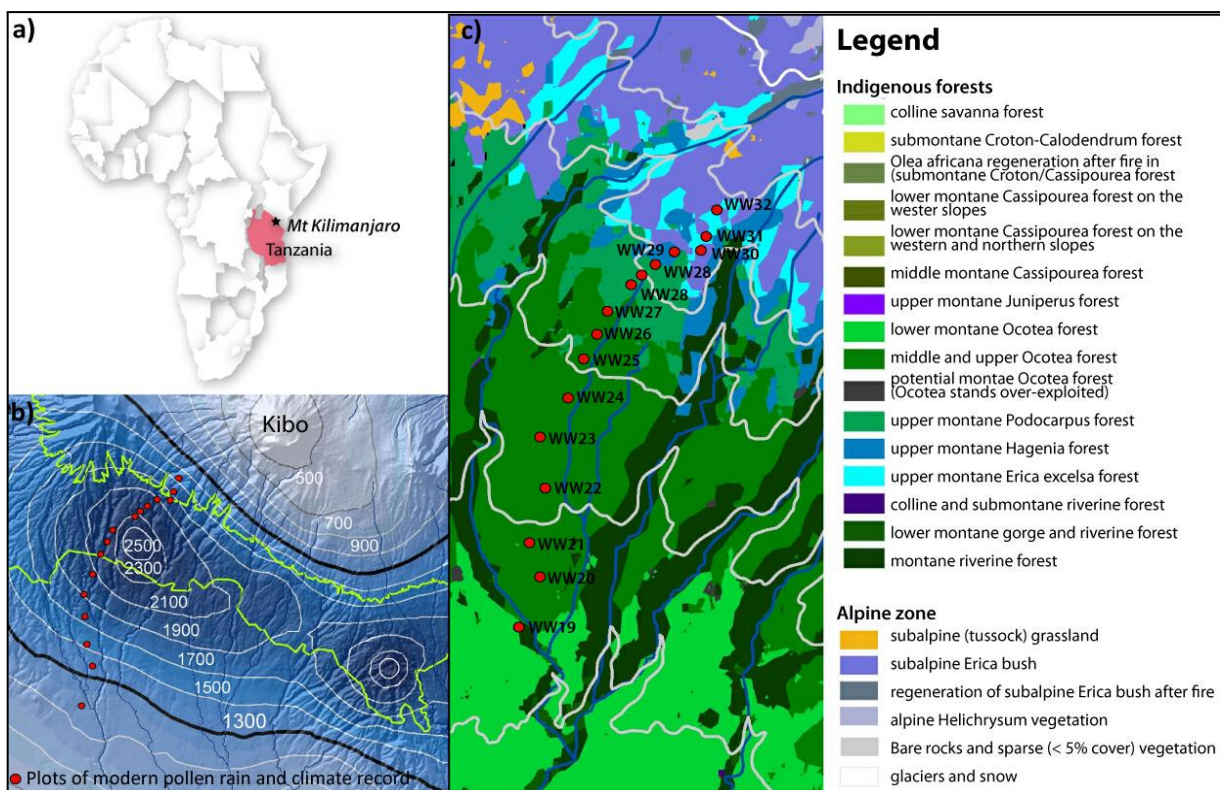 a)
Mt Kilimanjaro
Tanzania
b)
Kibo
500
700
900
2500
2300
2100
1900
1700
1500
1300
Plots of modern pollen rain and climate record
c)
WW32
WW31
WW29
WW30
WW28
WW28
WW27
WW26
WW25
WW24
WW23
WW22
WW21
WW20
WW19
Legend
Indigenous forests
colline savanna forest
submontane Croton-Calodendrum forest
Olea africana regeneration after fire in
(submontane Croton/Cassipourea forest
lower montane Cassipourea forest on the
wester slopes
lower montane Cassipourea forest on the
western and northern slopes
middle montane Cassipourea forest
upper montane Juniperus forest
lower montane Ocotea forest
middle and upper Ocotea forest
potential montae Ocotea forest
(Ocotea stands over-exploited)
upper montane Podocarpus forest
upper montane Hagenia forest
upper montane Erica excelsa forest
colline and submontane riverine forest
lower montane gorge and riverine forest
montane riverine forest
Alpine zone
subalpine (tussock) grassland
subalpine Erica bush
regeneration of subalpine Erica bush after fire
alpine Helichrysum vegetation
Bare rocks and sparse (< 5% cover) vegetation
glaciers and snow